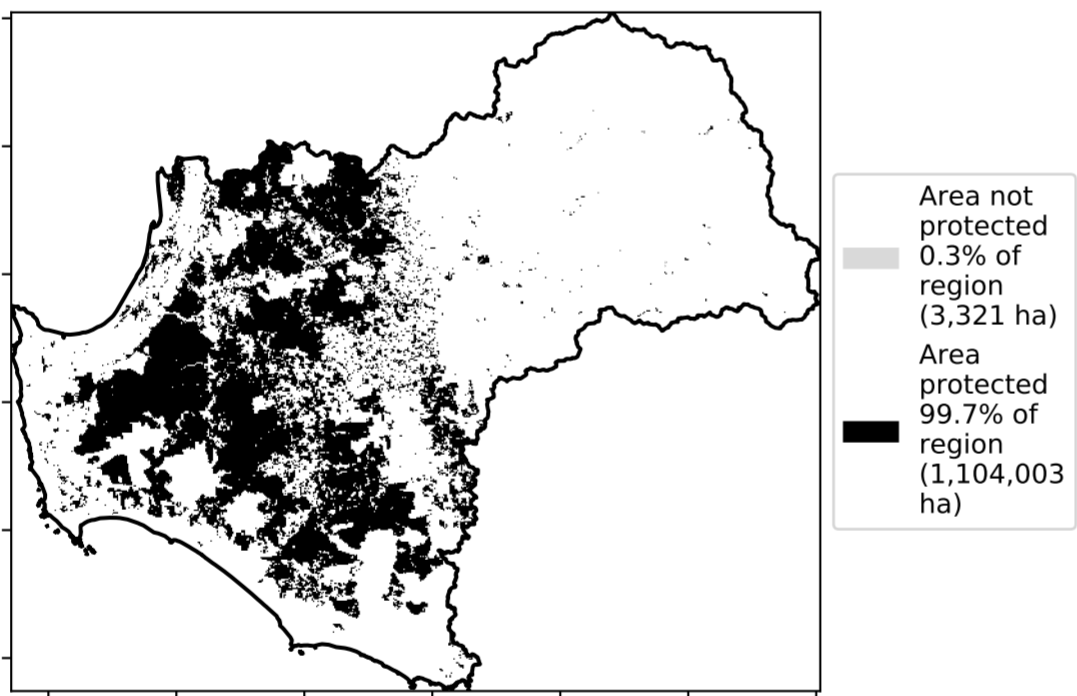 Area not
protected
0.3% of
region
(3,321 ha)
Area
protected
99.7% of
region
(1,104,003
ha)